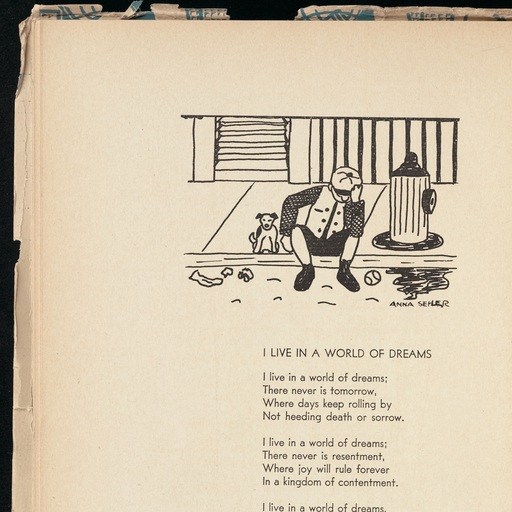 ANNA SEHLER
I LIVE IN A WORLD OF DREAMS
I live in a world of dreams;
There never is tomorrow,
Where days keep rolling by
Not heeding death or sorrow.
I live in a world of dreams;
There never is resentment,
Where joy will rule forever
In a kingdom of contentment.
I live in a world of dreams,